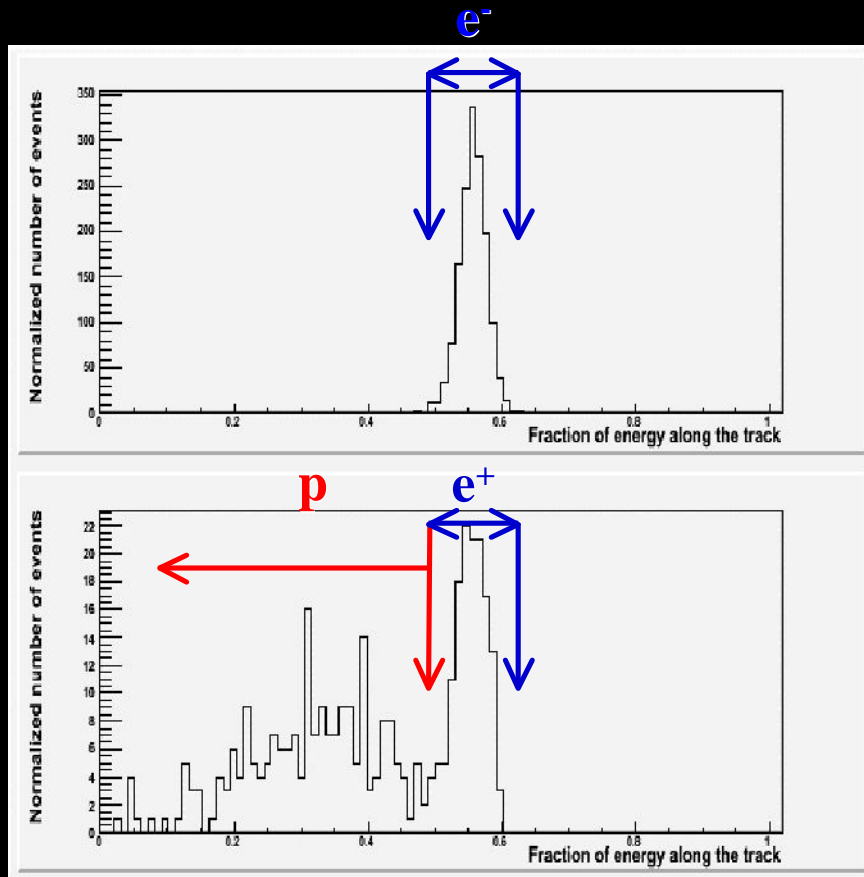 e⁻
Normalized number of events
350
300
250
200
150
100
50
0
0 0.2 0.4 0.6 0.8 1
Fraction of energy along the track
p e⁺
Normalized number of events
22
20
18
16
14
12
10
8
6
4
2
0
0 0.2 0.4 0.6 0.8 1
Fraction of energy along the track